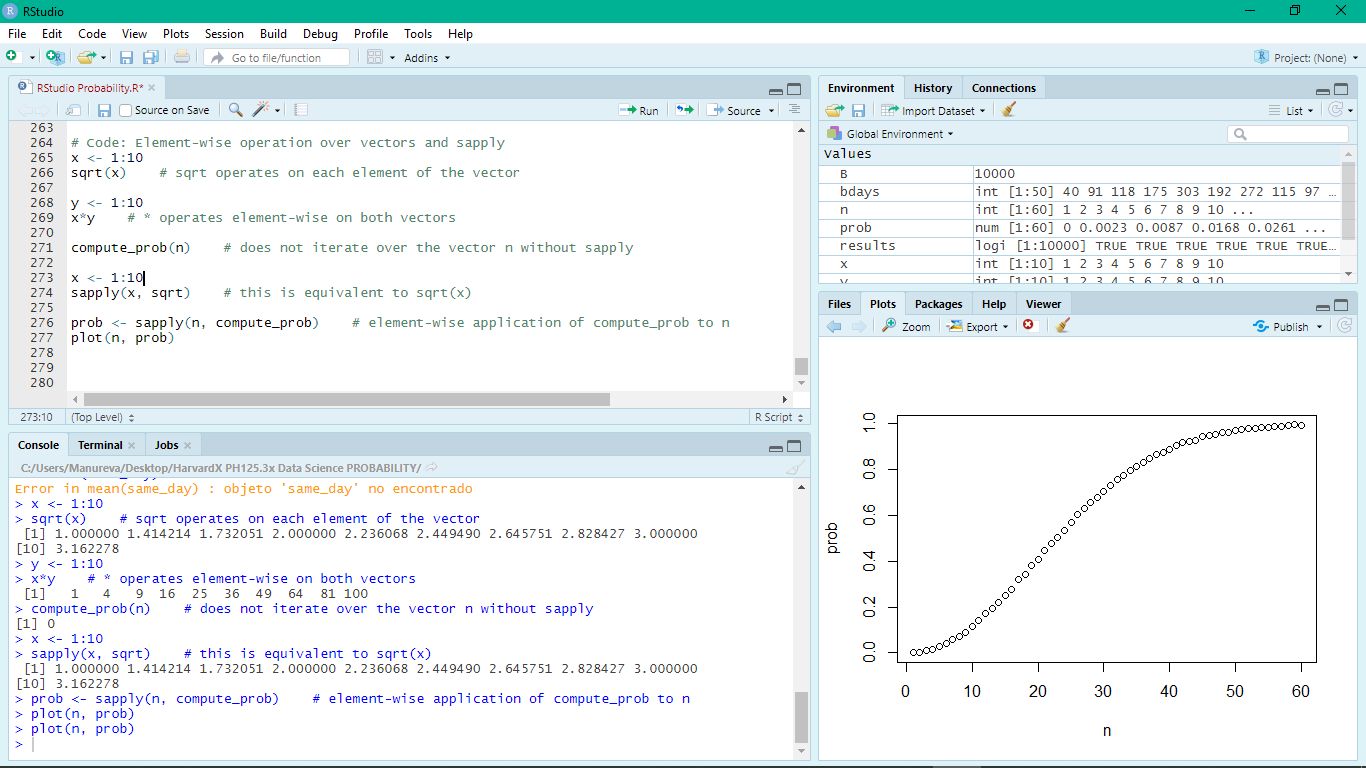 RStudio
File Edit Code View Plots Session Build Debug Profile Tools Help
Go to file/function Addins Project: (None)
RStudio Probability.R*
Source on Save Run Source
263
264 # Code: Element-wise operation over vectors and sapply
265 x <- 1:10
266 sqrt(x) # sqrt operates on each element of the vector
267
268 y <- 1:10
269 x*y # * operates element-wise on both vectors
270
271 compute_prob(n) # does not iterate over the vector n without sapply
272
273 x <- 1:10
274 sapply(x, sqrt) # this is equivalent to sqrt(x)
275
276 prob <- sapply(n, compute_prob) # element-wise application of compute_prob to n
277 plot(n, prob)
278
279
280
273:10 (Top Level) R Script
Console Terminal Jobs
C:/Users/Manureva/Desktop/HarvardX PH125.3x Data Science PROBABILITY/
Error in mean(same_day) : objeto 'same_day' no encontrado
> x <- 1:10
> sqrt(x) # sqrt operates on each element of the vector
[1] 1.000000 1.414214 1.732051 2.000000 2.236068 2.449490 2.645751 2.828427 3.000000
[10] 3.162278
> y <- 1:10
> x*y # * operates element-wise on both vectors
[1] 1 4 9 16 25 36 49 64 81 100
> compute_prob(n) # does not iterate over the vector n without sapply
[1] 0
> x <- 1:10
> sapply(x, sqrt) # this is equivalent to sqrt(x)
[1] 1.000000 1.414214 1.732051 2.000000 2.236068 2.449490 2.645751 2.828427 3.000000
[10] 3.162278
> prob <- sapply(n, compute_prob) # element-wise application of compute_prob to n
> plot(n, prob)
> plot(n, prob)
>
Environment History Connections
Import Dataset List
Global Environment
Values
B 10000
bdays int [1:50] 40 91 118 175 303 192 272 115 97 ...
n int [1:60] 1 2 3 4 5 6 7 8 9 10 ...
prob num [1:60] 0 0.0023 0.0087 0.0168 0.0261 ...
results logi [1:10000] TRUE TRUE TRUE TRUE TRUE TRUE...
x int [1:10] 1 2 3 4 5 6 7 8 9 10
y int [1:10] 1 2 3 4 5 6 7 8 9 10
Files Plots Packages Help Viewer
Zoom Export Publish
prob
1.0
0.8
0.6
0.4
0.2
0.0
0 10 20 30 40 50 60
n